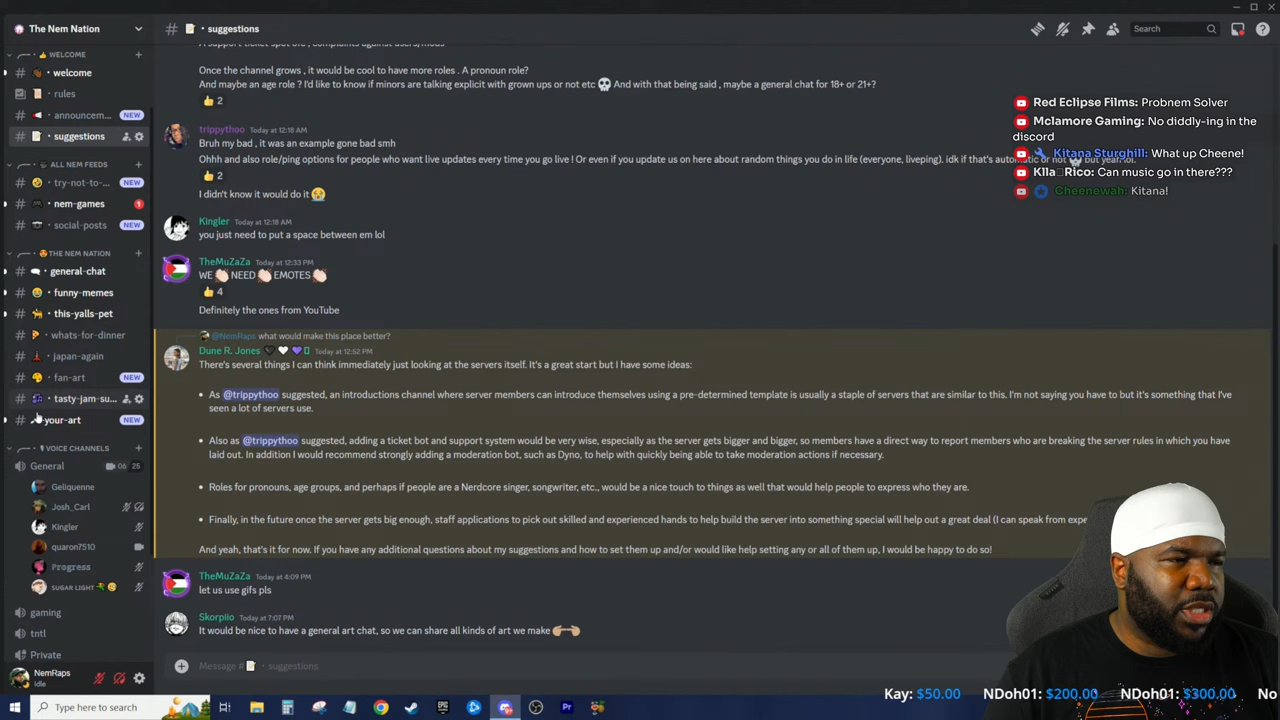 The Nem Nation
# suggestions
Search
WELCOME
welcome
rules
announcem... NEW
suggestions
ALL NEM FEEDS
try-not-to-... NEW
nem-games 1
social-posts NEW
THE NEM NATION
general-chat
funny-memes
this-yalls-pet
whats-for-dinner
japan-again
fan-art NEW
tasty-jam-su...
your-art NEW
VOICE CHANNELS
General 06 25
Geliquenne
Josh_Carl
Kingler
quaron7510
Progress
SUGAR LIGHT
gaming
tntl
Private
NemRaps
Idle
Once the channel grows , it would be cool to have more roles . A pronoun role?
And maybe an age role ? I'd like to know if minors are talking explicit with grown ups or not etc 💀 And with that being said , maybe a general chat for 18+ or 21+?
👍 2
trippythoo Today at 12:18 AM
Bruh my bad , it was an example gone bad smh
Ohhh and also role/ping options for people who want live updates every time you go live ! Or even if you update us on here about random things you do in life (everyone, liveping). idk if that's automatic or not 💀 but yeah.
👍 2
I didn't know it would do it 😭
Kingler Today at 12:18 AM
you just need to put a space between em lol
TheMuZaZa Today at 12:33 PM
WE 👏🏻 NEED 👏🏻 EMOTES 👏🏻
👍 4
Definitely the ones from YouTube
@NemRaps what would make this place better?
Dune R. Jones Today at 12:52 PM
There's several things I can think immediately just looking at the servers itself. It's a great start but I have some ideas:
• As @trippythoo suggested, an introductions channel where server members can introduce themselves using a pre-determined template is usually a staple of servers that are similar to this. I'm not saying you have to but it's something that I've
seen a lot of servers use.
• Also as @trippythoo suggested, adding a ticket bot and support system would be very wise, especially as the server gets bigger and bigger, so members have a direct way to report members who are breaking the server rules in which you have
laid out. In addition I would recommend strongly adding a moderation bot, such as Dyno, to help with quickly being able to take moderation actions if necessary.
• Roles for pronouns, age groups, and perhaps if people are a Nerdcore singer, songwriter, etc., would be a nice touch to things as well that would help people to express who they are.
• Finally, in the future once the server gets big enough, staff applications to pick out skilled and experienced hands to help build the server into something special will help out a great deal (I can speak from expe
And yeah, that's it for now. If you have any additional questions about my suggestions and how to set them up and/or would like help setting any or all of them up, I would be happy to do so!
TheMuZaZa Today at 4:09 PM
let us use gifs pls
Skorpiio Today at 7:07 PM
It would be nice to have a general art chat, so we can share all kinds of art we make
Message # suggestions
Red Eclipse Films: Probnem Solver
Mclamore Gaming: No diddly-ing in the
discord
Kitana Sturghill: What up Cheene!
Klla Rico: Can music go in there???
Cheenewah: Kitana!
Kay: $50.00 NDoh01: $200.00 NDoh01: $300.00 No
Type here to search